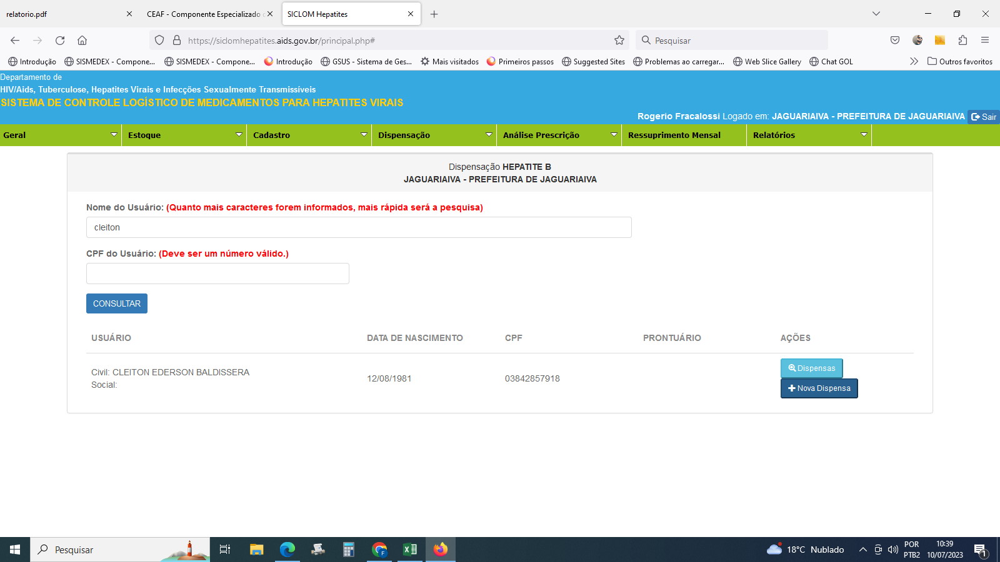 relatorio.pdf
CEAF - Componente Especializado
SICLOM Hepatites
https://siclomhepatites.aids.gov.br/principal.php#
Pesquisar
Introdução
SISMEDEX - Compone...
SISMEDEX - Compone...
Introdução
GSUS - Sistema de Ges...
Mais visitados
Primeiros passos
Suggested Sites
Problemas ao carregar...
Web Slice Gallery
Chat GOL
Outros favoritos
Departamento de
HIV/Aids, Tuberculose, Hepatites Virais e Infecções Sexualmente Transmissíveis
SISTEMA DE CONTROLE LOGÍSTICO DE MEDICAMENTOS PARA HEPATITES VIRAIS
Rogerio Fracalossi Logado em: JAGUARIAIVA - PREFEITURA DE JAGUARIAIVA Sair
Geral
Estoque
Cadastro
Dispensação
Análise Prescrição
Ressuprimento Mensal
Relatórios
Dispensação HEPATITE B
JAGUARIAIVA - PREFEITURA DE JAGUARIAIVA
Nome do Usuário: (Quanto mais caracteres forem informados, mais rápida será a pesquisa)
cleiton
CPF do Usuário: (Deve ser um número válido.)
CONSULTAR
USUÁRIO
DATA DE NASCIMENTO
CPF
PRONTUÁRIO
AÇÕES
Civil: CLEITON EDERSON BALDISSERA
Social:
12/08/1981
03842857918
Dispensas
Nova Dispensa
Pesquisar
18°C Nublado
POR
PTB2
10:39
10/07/2023
1